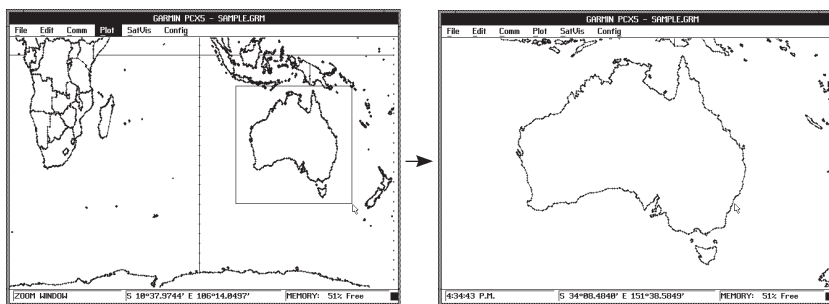 GARMIN PCX5 - SAMPLE.GRM
File Edit Comm Plot SatVis Config
ZOOM WINDOW S 10°37.9744' E 106°14.0497' MEMORY: 51% Free
GARMIN PCX5 - SAMPLE.GRM
File Edit Comm Plot SatVis Config
4:34:43 P.M. S 34°08.4840' E 151°38.5849' MEMORY: 51% Free